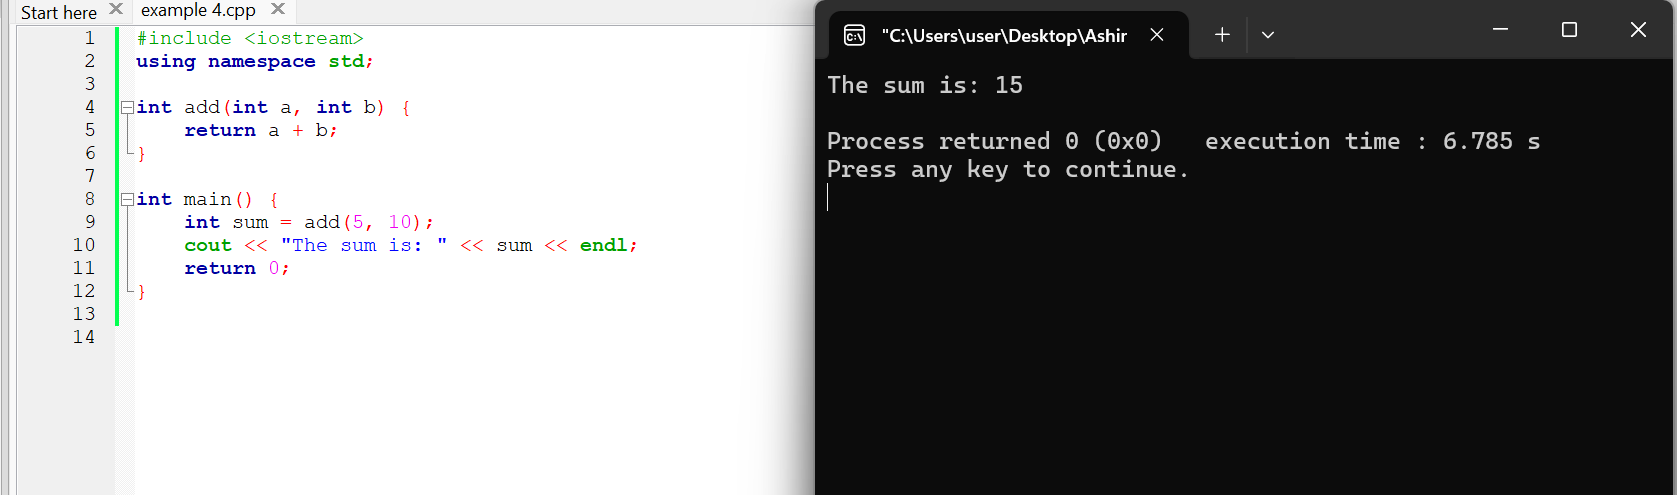 Start here
example 4.cpp
1 #include <iostream>
2 using namespace std;
3
4 int add(int a, int b) {
5     return a + b;
6 }
7
8 int main() {
9     int sum = add(5, 10);
10     cout << "The sum is: " << sum << endl;
11     return 0;
12 }
13
14
"C:\Users\user\Desktop\Ashir
The sum is: 15
Process returned 0 (0x0)   execution time : 6.785 s
Press any key to continue.